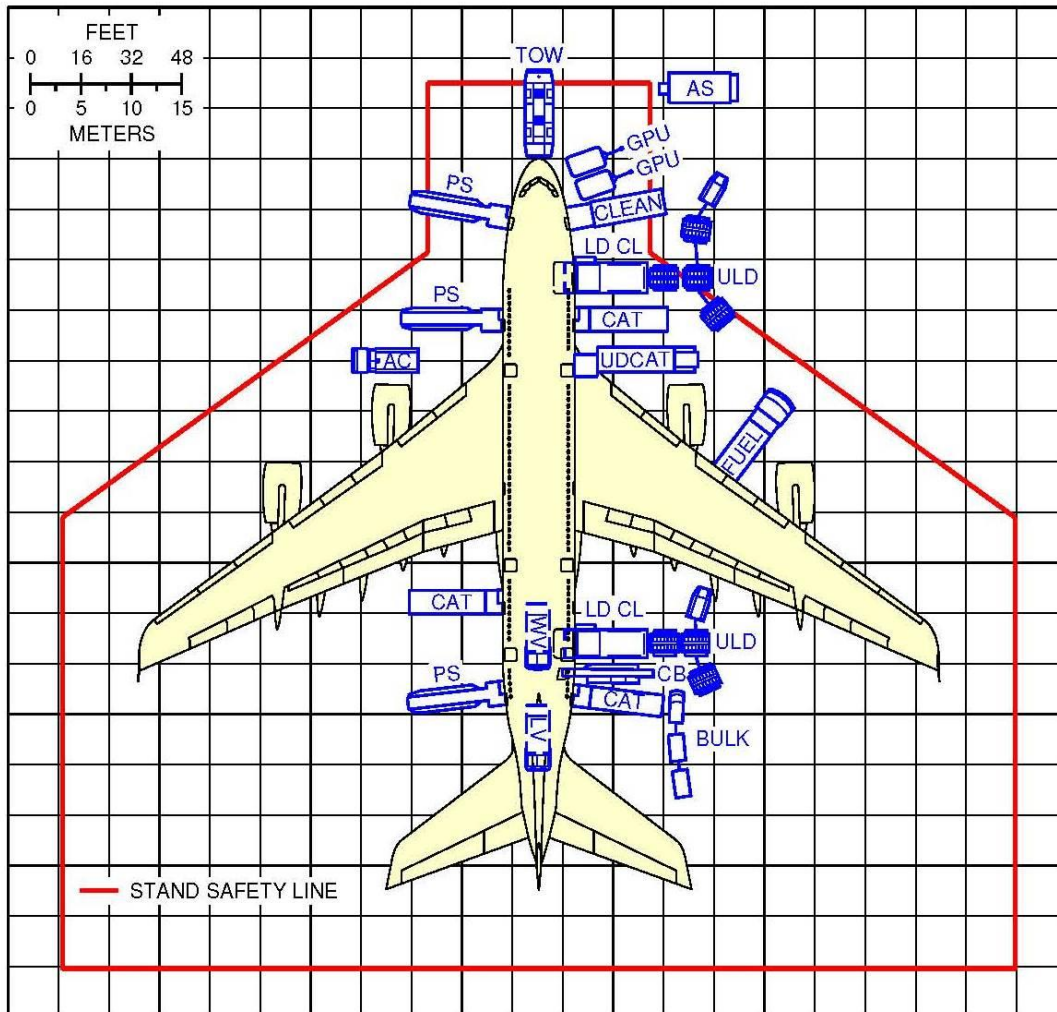 FEET
0 16 32 48
0 5 10 15
METERS
TOW
AS
GPU
GPU
PS
CLEAN
LD CL
ULD
PS
CAT
AC
UDCAT
FUEL
CAT
WV
LD CL
ULD
PS
CB
CAT
LV
BULK
STAND SAFETY LINE